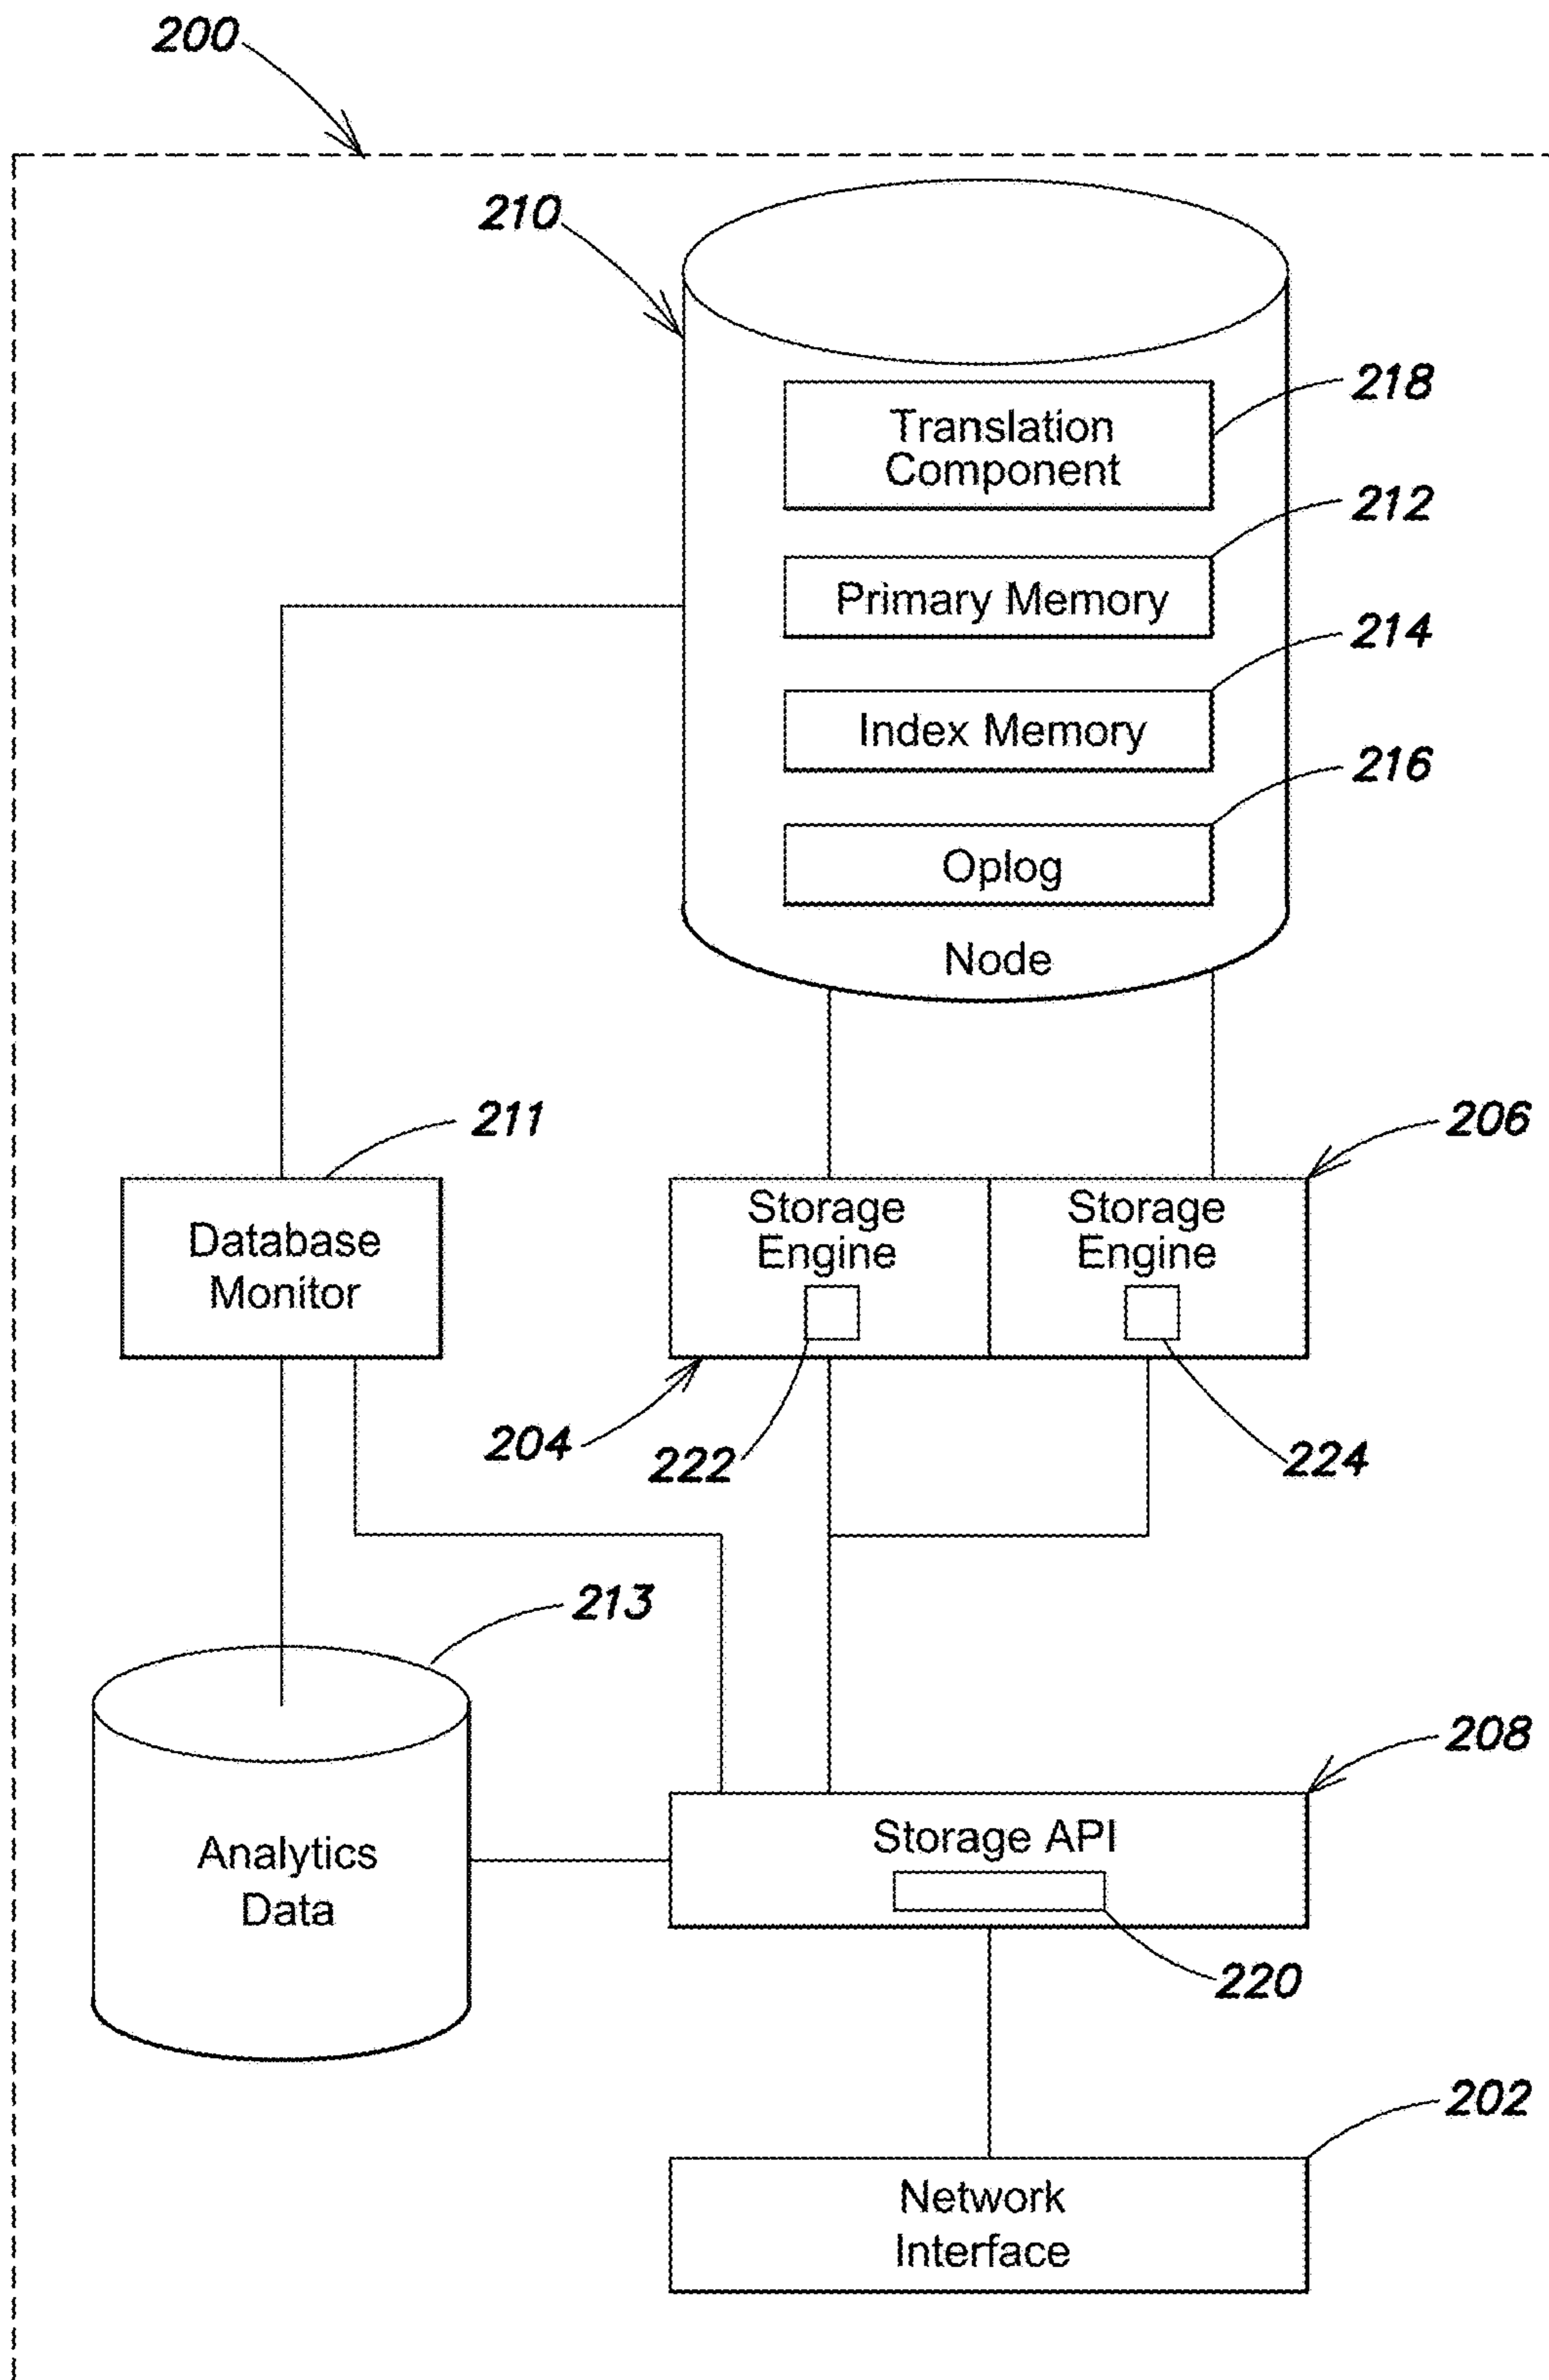 200
210
218
Translation
Component
212
Primary Memory
214
Index Memory
216
Oplog
Node
211
206
Database
Monitor
Storage
Engine
Storage
Engine
204
222
224
213
208
Analytics
Data
Storage API
220
202
Network
Interface